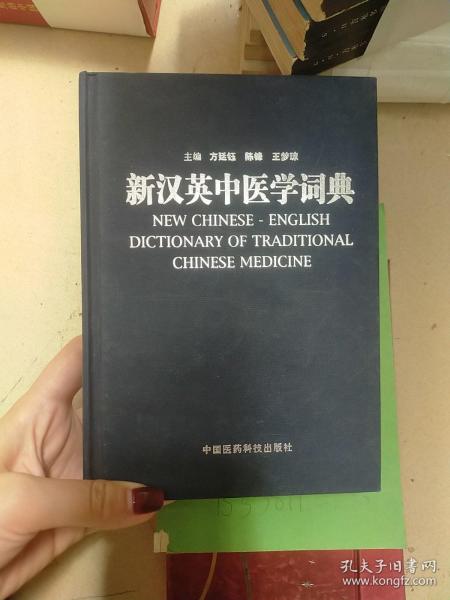 主编 方廷钰 陈锋 王梦琼
新汉英中医学词典
NEW CHINESE - ENGLISH
DICTIONARY OF TRADITIONAL
CHINESE MEDICINE
中国医药科技出版社
孔夫子旧书网
www.kongfz.com